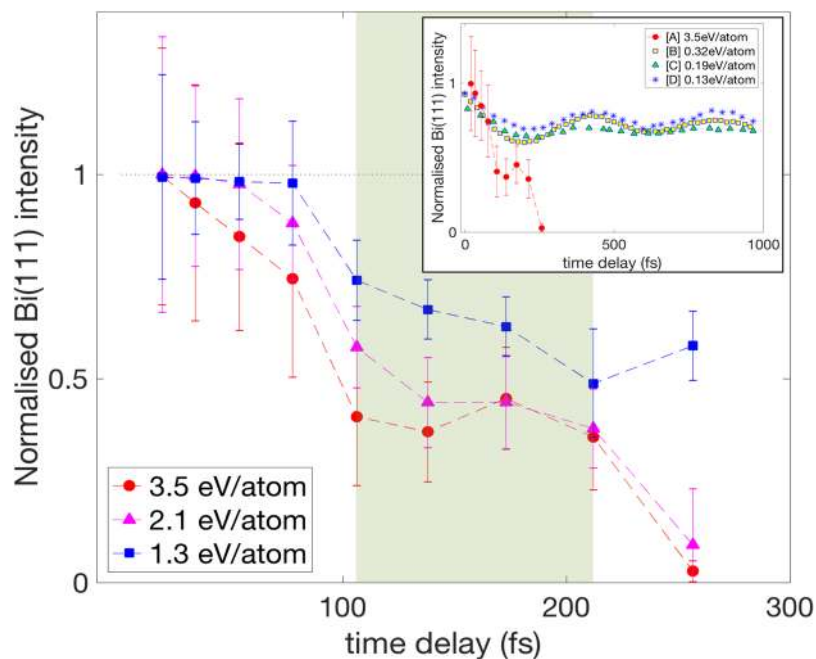 Normalised Bi(111) intensity
1
0.5
0
100
200
300
time delay (fs)
3.5 eV/atom
2.1 eV/atom
1.3 eV/atom
Normalised Bi(111) intensity
1
0
0
500
1000
time delay (fs)
[A] 3.5eV/atom
[B] 0.32eV/atom
[C] 0.19eV/atom
[D] 0.13eV/atom